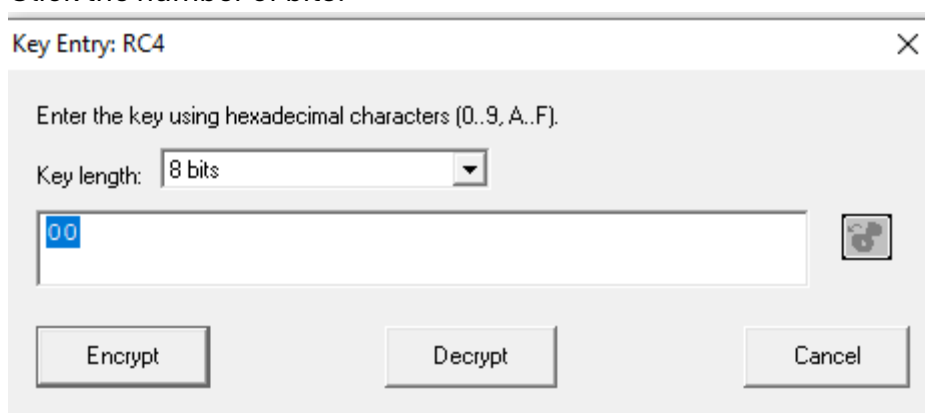 Key Entry: RC4
Enter the key using hexadecimal characters (0..9, A..F).
Key length: 8 bits
00
Encrypt Decrypt Cancel